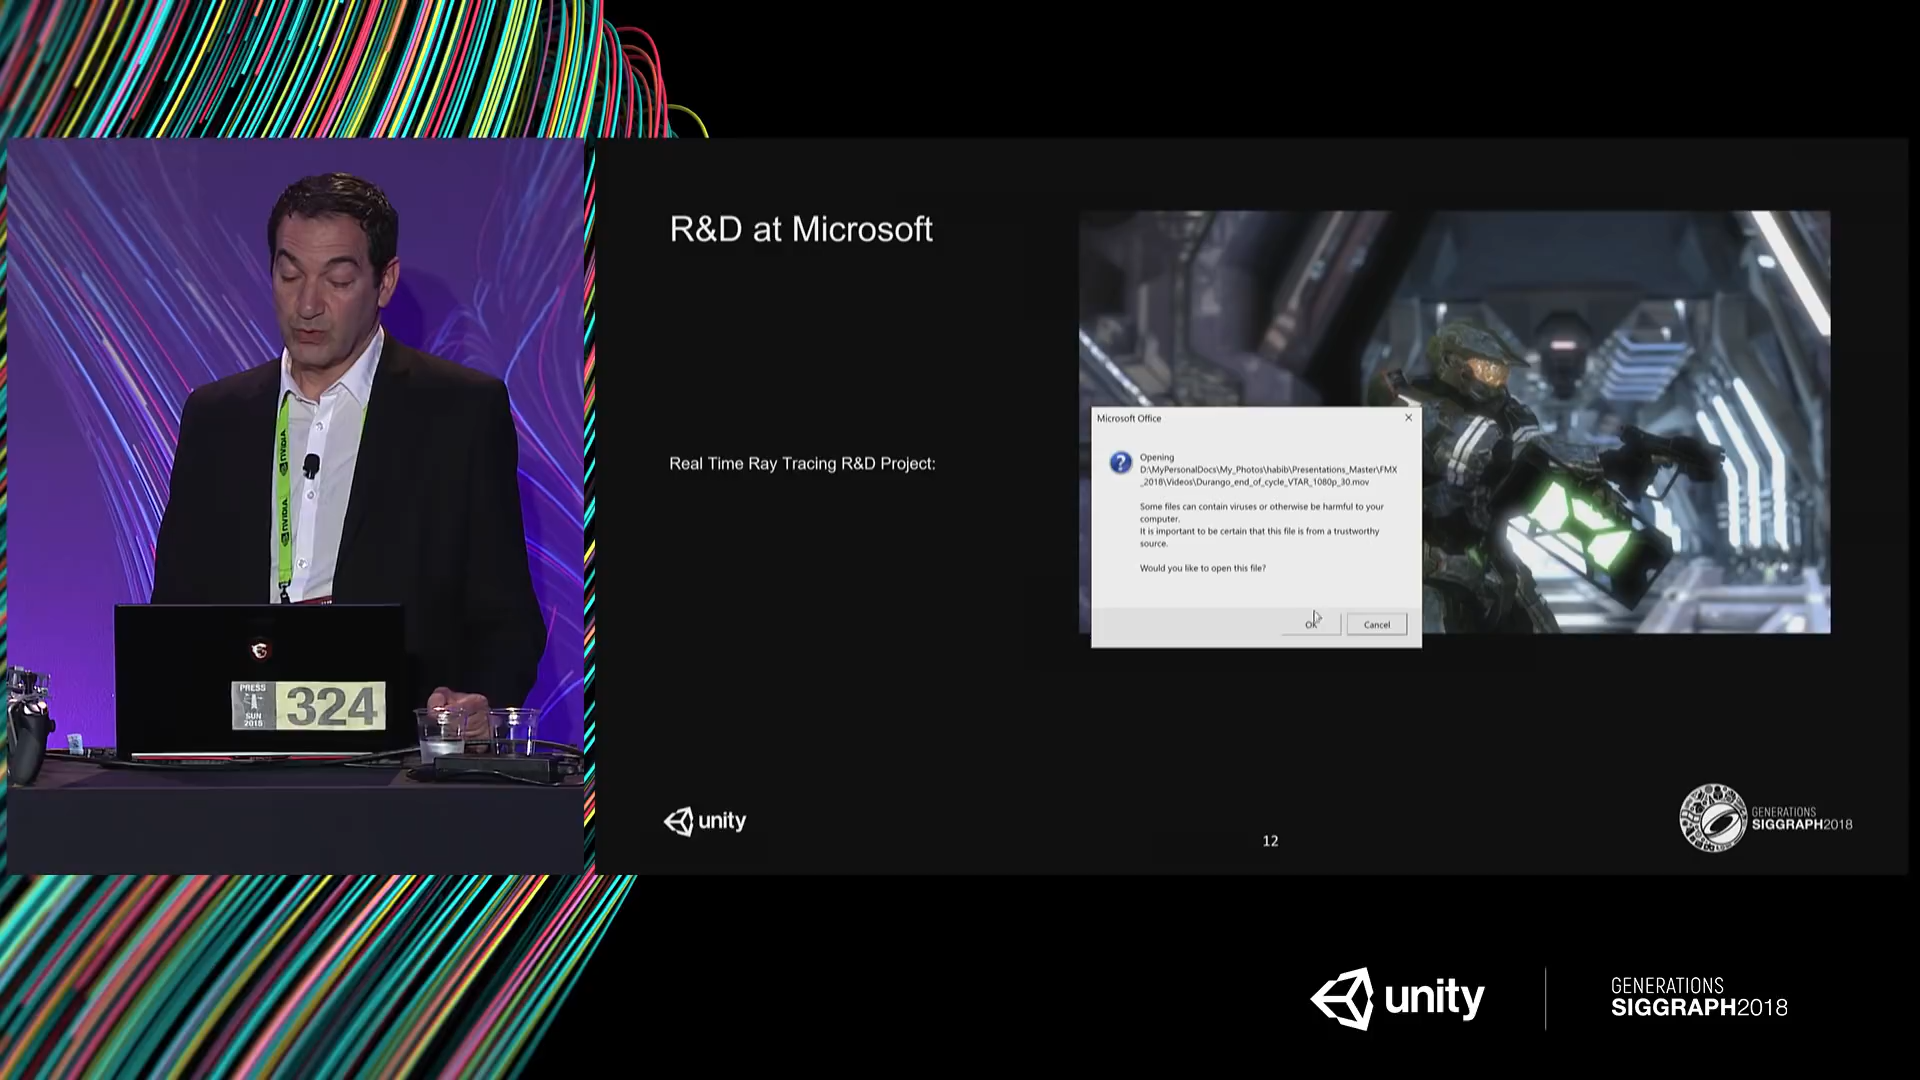 NVIDIA
NVIDIA
PRESS
SUN
2015
324
R&D at Microsoft
Real Time Ray Tracing R&D Project:
Microsoft Office
Opening
D:\MyPersonalDocs\My_Photos\habib\Presentations_Master\FMX
_2018\Videos\Durango_end_of_cycle_VTAR_1080p_30.mov
Some files can contain viruses or otherwise be harmful to your
computer.
It is important to be certain that this file is from a trustworthy
source.
Would you like to open this file?
OK
Cancel
unity
12
GENERATIONS
SIGGRAPH2018
unity
GENERATIONS
SIGGRAPH2018